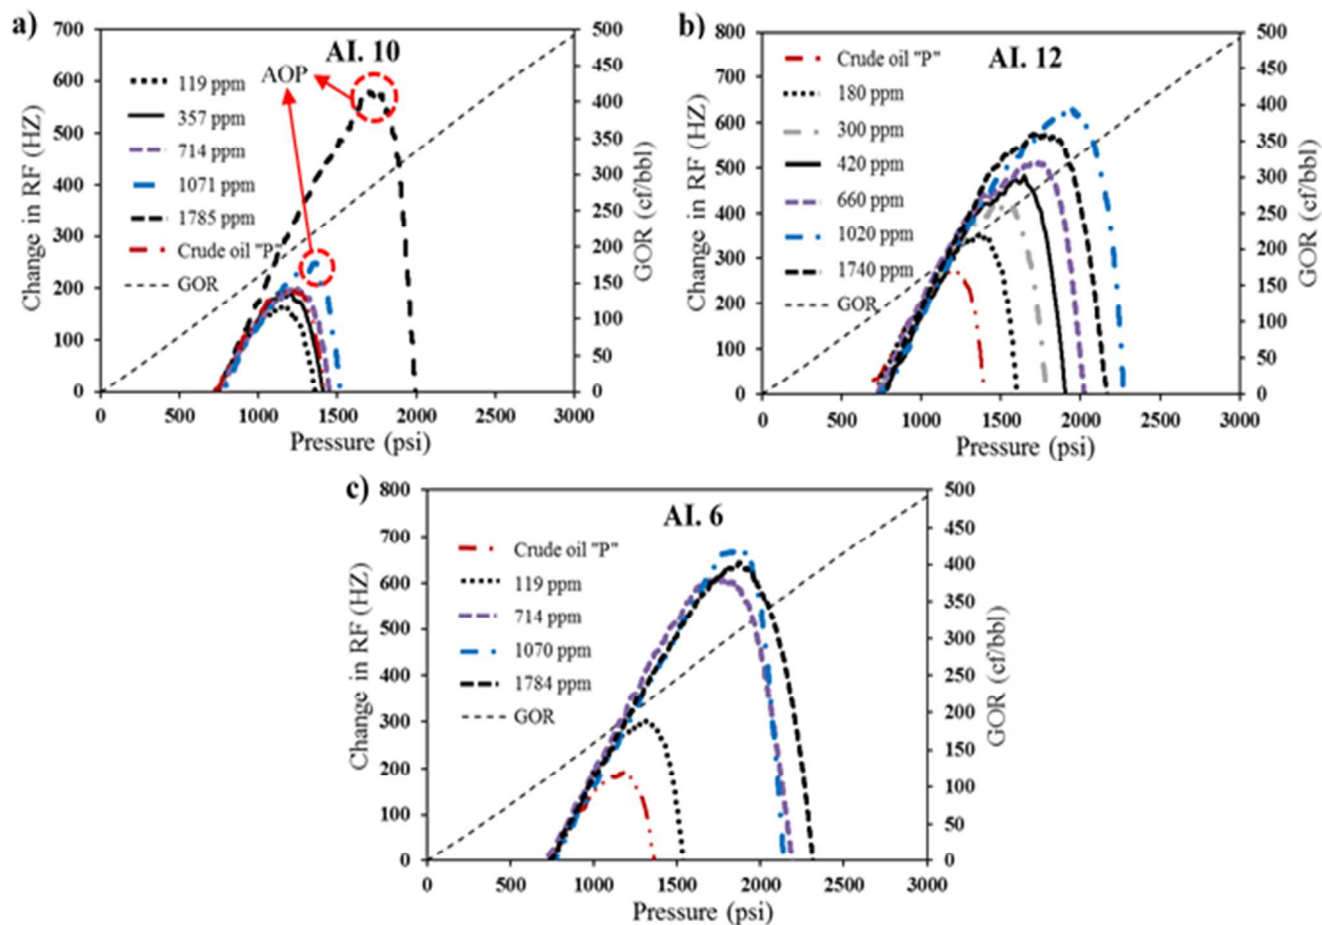 a)
AI. 10
Change in RF (HZ)
700
600
500
400
300
200
100
0
119 ppm
357 ppm
714 ppm
1071 ppm
1785 ppm
Crude oil "P"
GOR
AOP
500
450
400
350
300
250
200
150
100
50
0
GOR (cf/bbl)
0 500 1000 1500 2000 2500 3000
Pressure (psi)
b)
AI. 12
Change in RF (HZ)
800
700
600
500
400
300
200
100
0
Crude oil "P"
180 ppm
300 ppm
420 ppm
660 ppm
1020 ppm
1740 ppm
GOR
500
450
400
350
300
250
200
150
100
50
0
GOR (cf/bbl)
0 500 1000 1500 2000 2500 3000
Pressure (psi)
c)
AI. 6
Change in RF (HZ)
800
700
600
500
400
300
200
100
0
Crude oil "P"
119 ppm
714 ppm
1070 ppm
1784 ppm
GOR
500
450
400
350
300
250
200
150
100
50
0
GOR (cf/bbl)
0 500 1000 1500 2000 2500 3000
Pressure (psi)